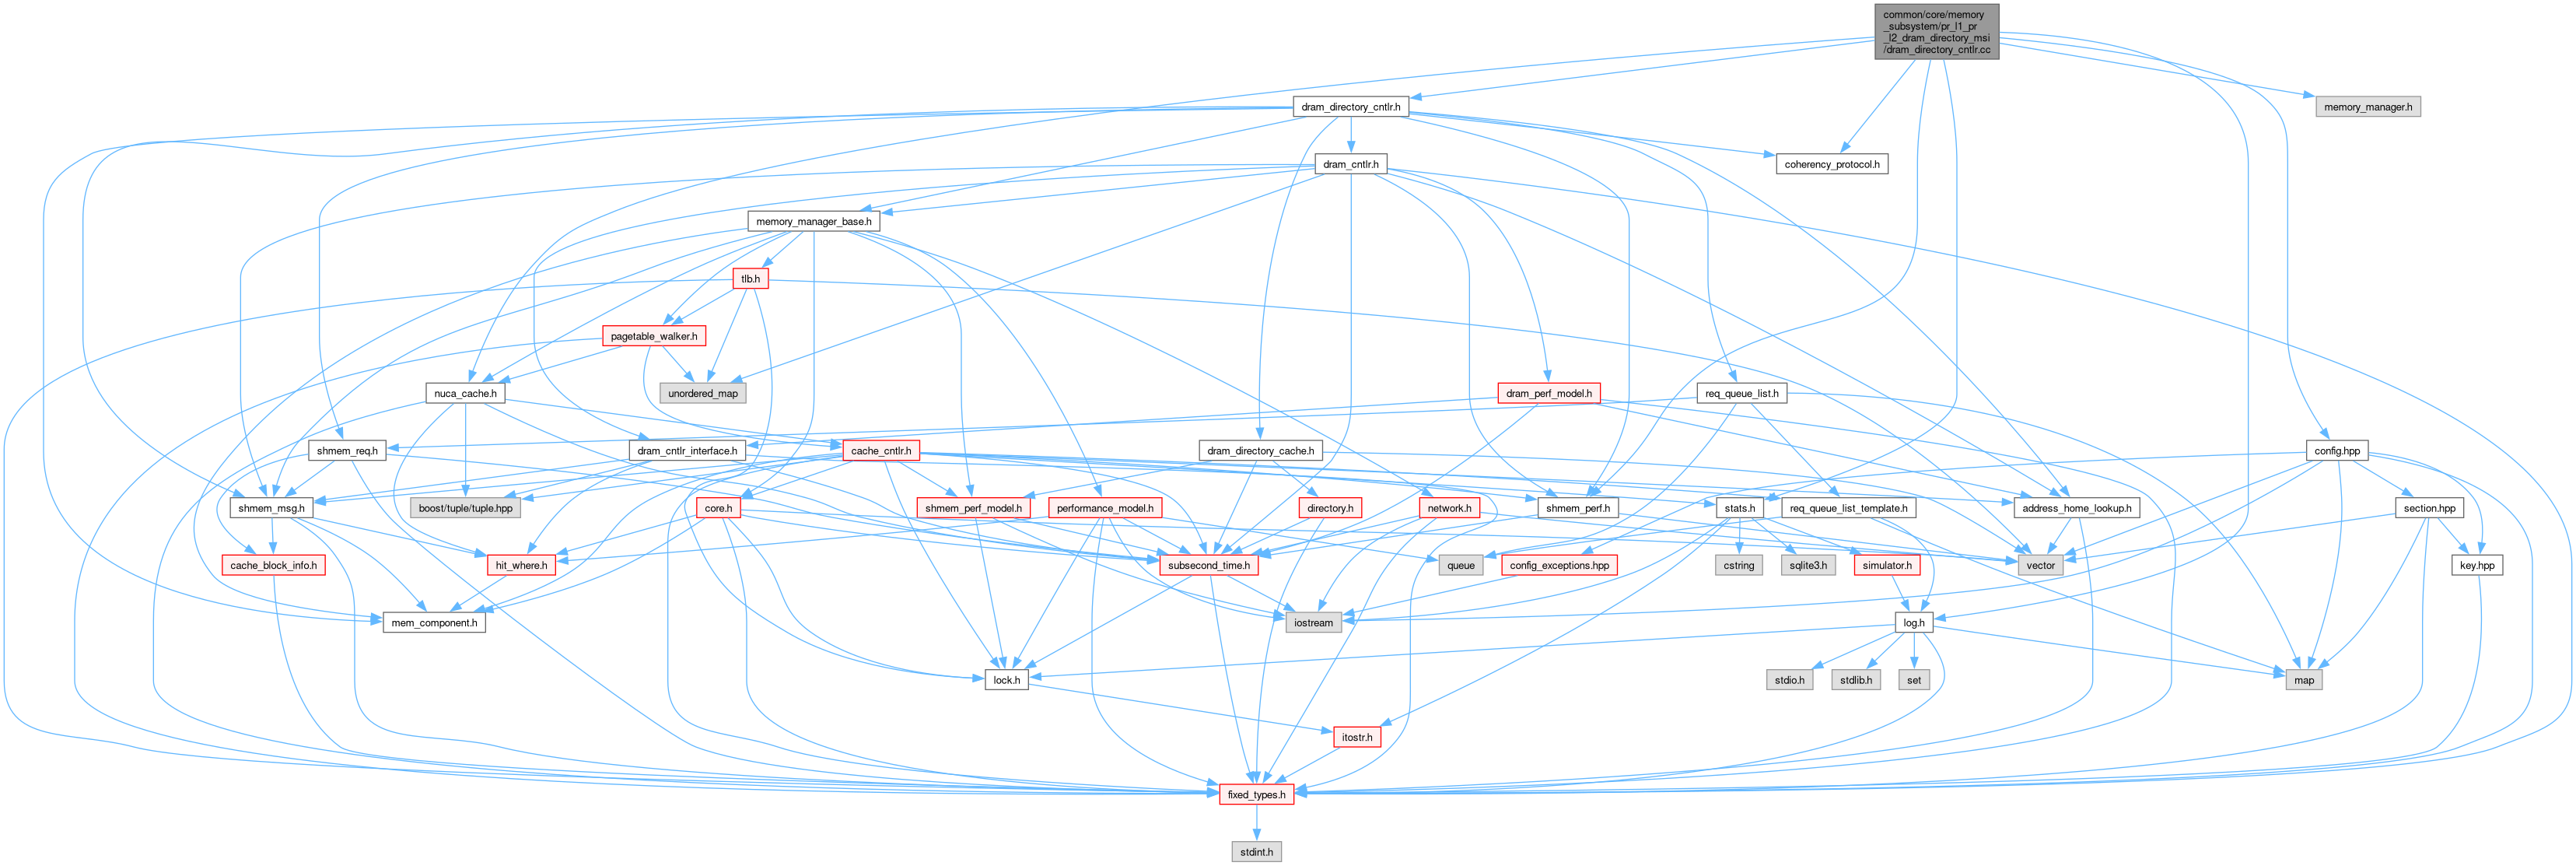 common/core/memory
_subsystem/pr_l1_pr
_l2_dram_directory_msi
/dram_directory_cntlr.cc
dram_directory_cntlr.h
memory_manager.h
dram_cntlr.h
coherency_protocol.h
memory_manager_base.h
tlb.h
pagetable_walker.h
nuca_cache.h
unordered_map
dram_perf_model.h
req_queue_list.h
shmem_req.h
dram_cntlr_interface.h
cache_cntlr.h
dram_directory_cache.h
config.hpp
shmem_msg.h
boost/tuple/tuple.hpp
core.h
shmem_perf_model.h
performance_model.h
directory.h
network.h
shmem_perf.h
stats.h
req_queue_list_template.h
address_home_lookup.h
section.hpp
cache_block_info.h
hit_where.h
subsecond_time.h
queue
config_exceptions.hpp
cstring
sqlite3.h
simulator.h
vector
key.hpp
mem_component.h
iostream
log.h
lock.h
stdio.h
stdlib.h
set
map
itostr.h
fixed_types.h
stdint.h